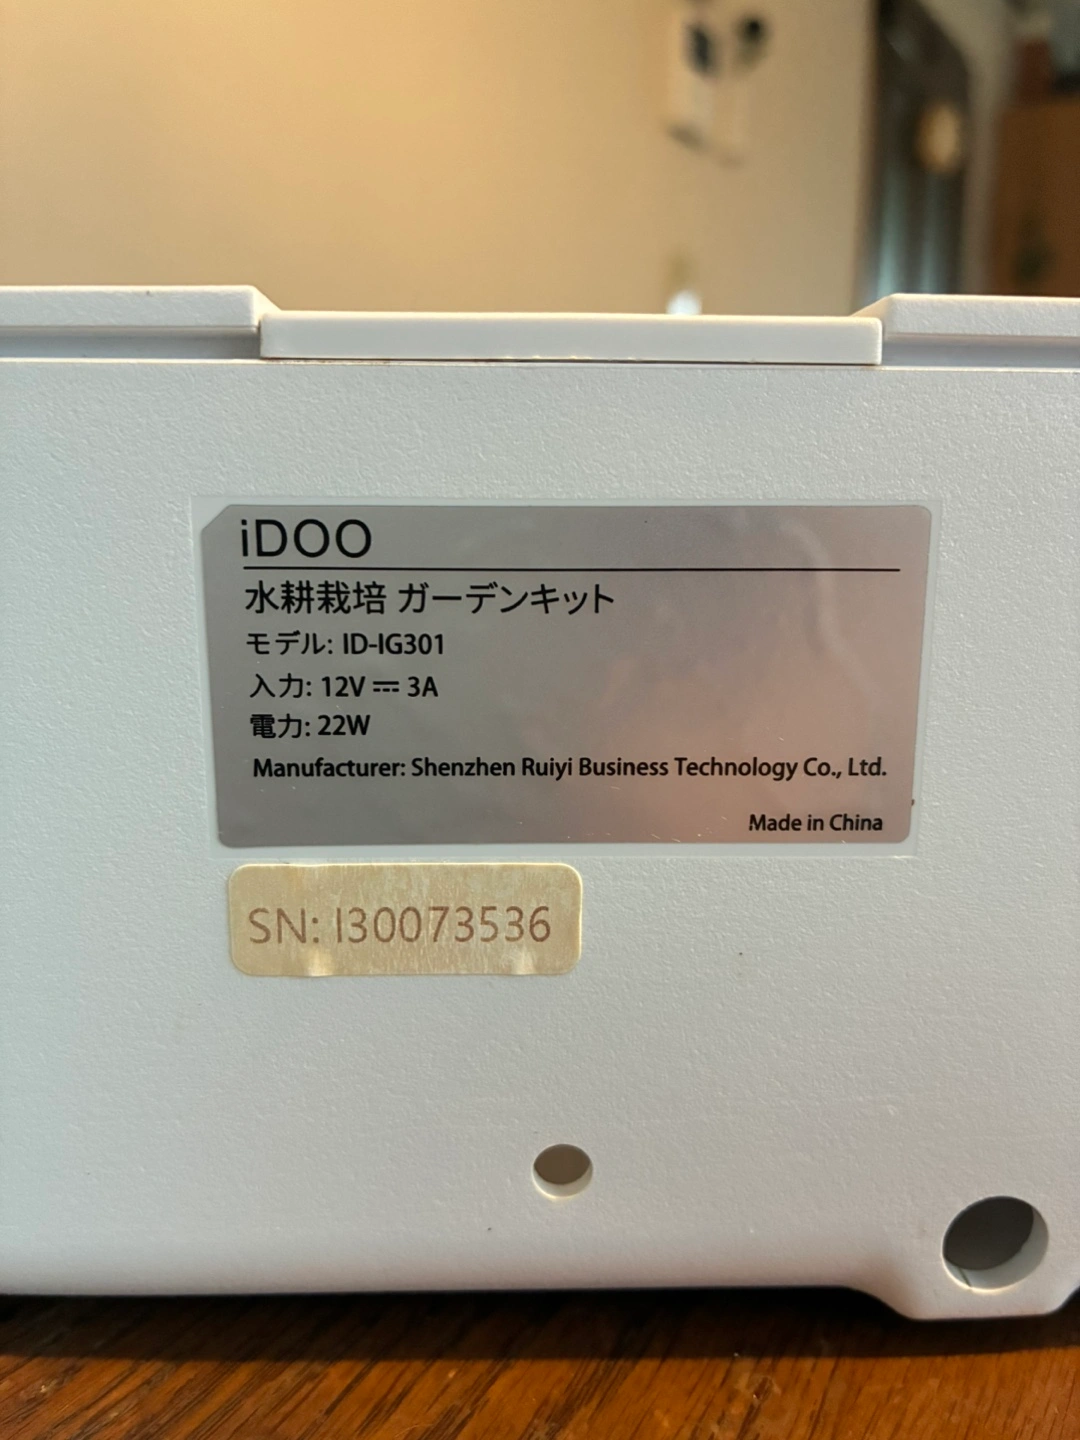 iDOO
水耕栽培 ガーデンキット
モデル: ID-IG301
入力: 12V ⎓ 3A
電力: 22W
Manufacturer: Shenzhen Ruiyi Business Technology Co., Ltd.
Made in China
SN: I30073536